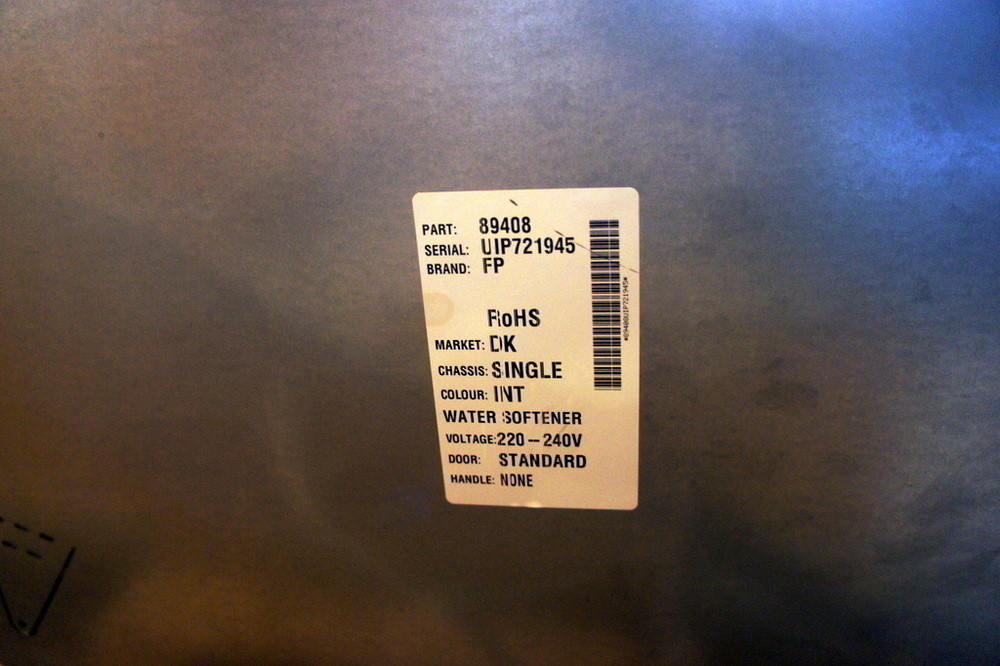 PART: 89408
SERIAL: UIP721945
BRAND: FP
RoHS
MARKET: DK
CHASSIS: SINGLE
COLOUR: INT
WATER SOFTENER
VOLTAGE: 220 – 240V
DOOR: STANDARD
HANDLE: NONE
*89408UIP721945*